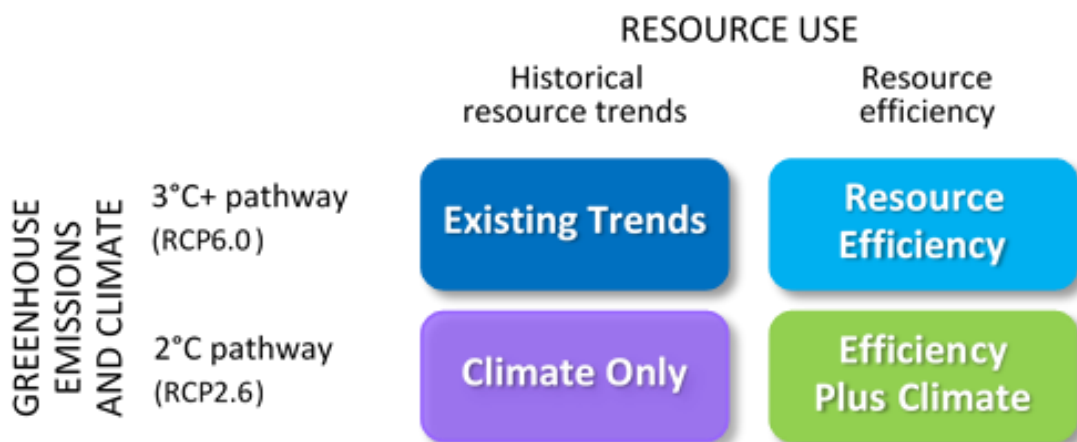 RESOURCE USE
Historical
resource trends
Resource
efficiency
GREENHOUSE
EMISSIONS
AND CLIMATE
3°C+ pathway
(RCP6.0)
Existing Trends
Resource
Efficiency
2°C pathway
(RCP2.6)
Climate Only
Efficiency
Plus Climate